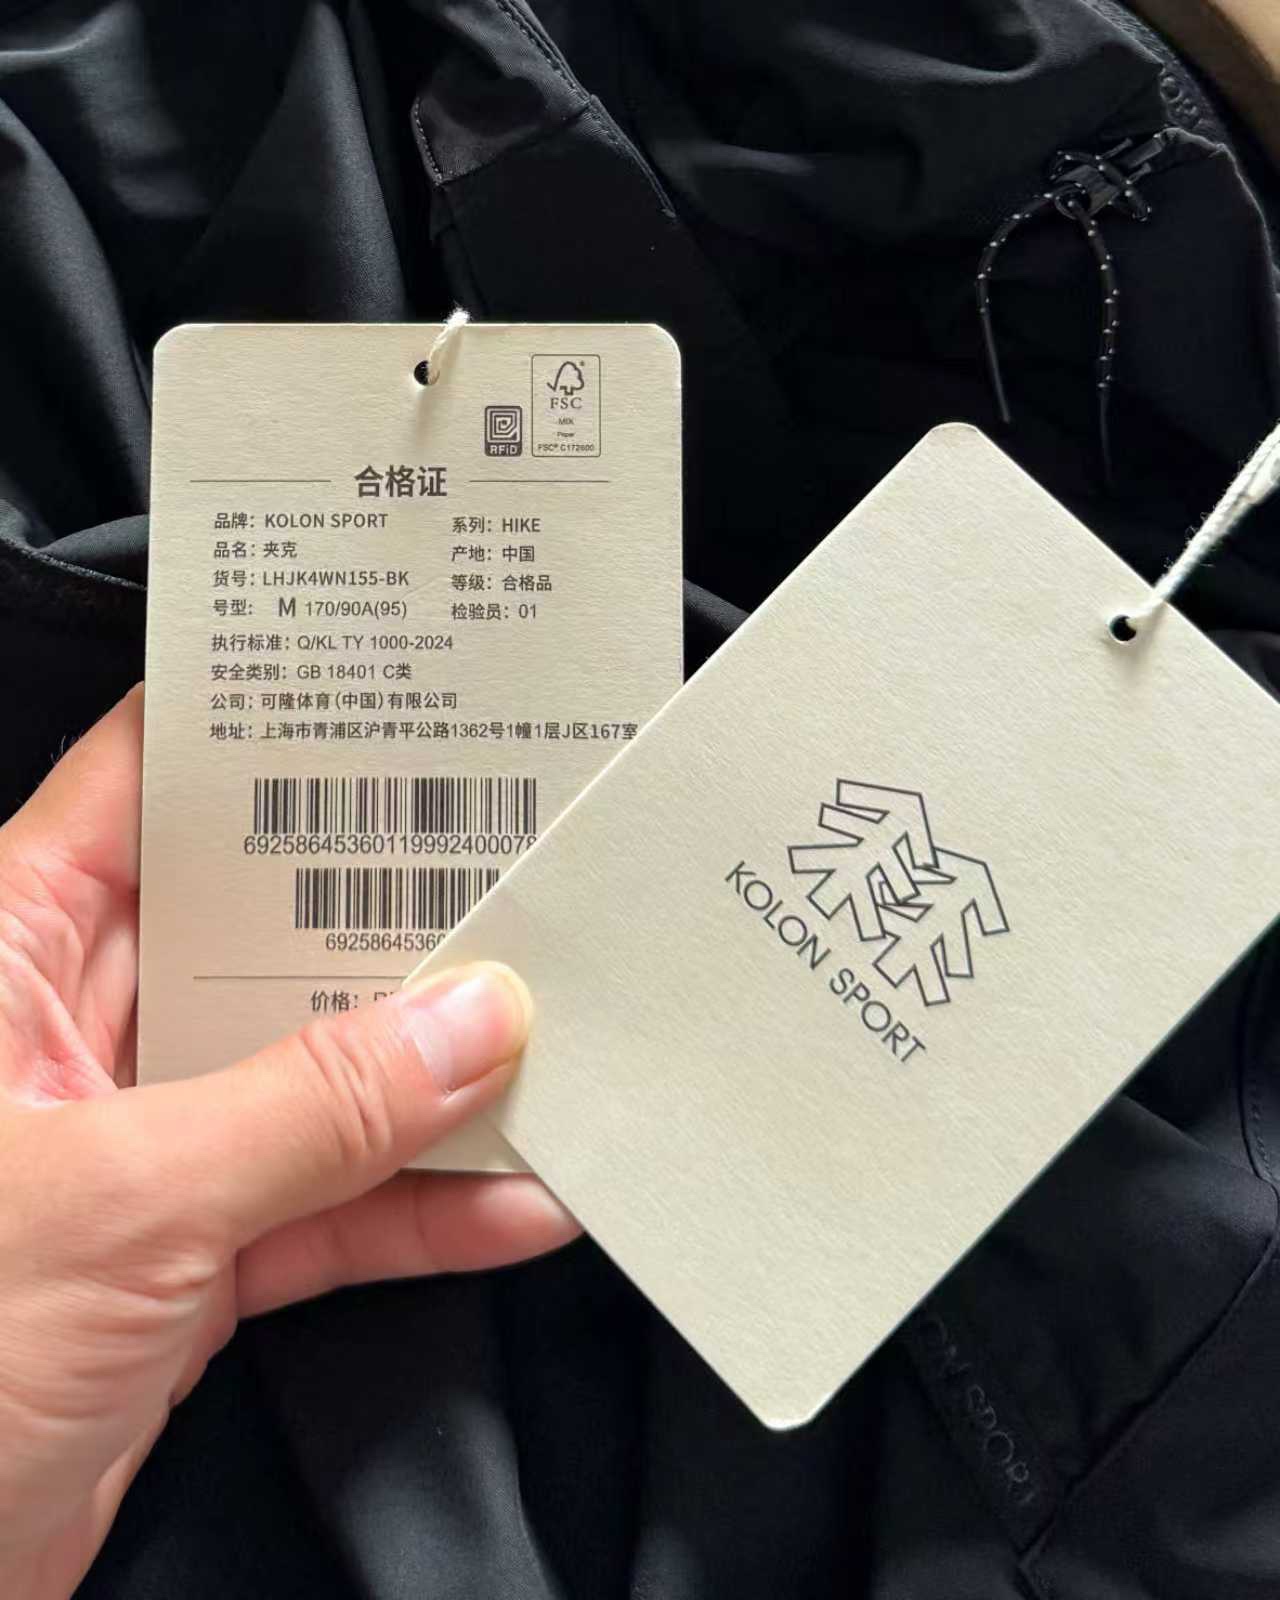 RFiD
FSC
MIX
Paper
FSC® C172600
合格证
品牌：KOLON SPORT
系列：HIKE
品名：夹克
产地：中国
货号：LHJK4WN155-BK
等级：合格品
号型： M 170/90A(95)
检验员：01
执行标准：Q/KL TY 1000-2024
安全类别：GB 18401 C类
公司：可隆体育（中国）有限公司
地址：上海市青浦区沪青平公路1362号1幢1层J区167室
69258645360119992400078
6925864536
价格：
KOLON SPORT
ON SPORT